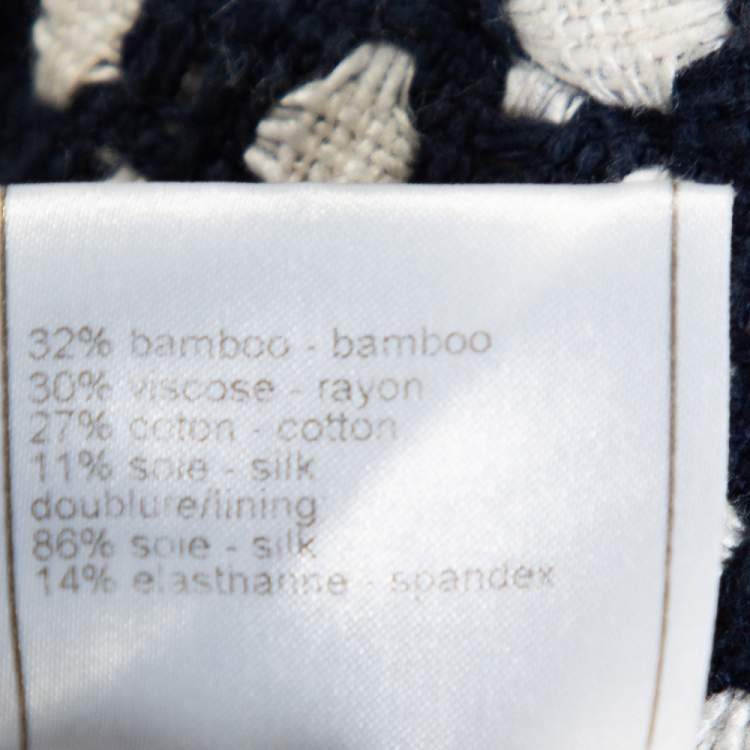 32% bamboo - bamboo
30% viscose - rayon
27% coton - cotton
11% soie - silk
doublure/lining
86% soie - silk
14% elasthanne - spandex